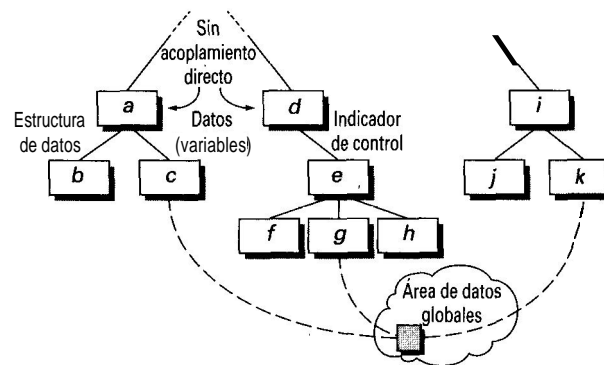 Sin
acoplamiento
directo
a
d
i
Estructura
de datos
Datos
(variables)
Indicador
de control
b
c
e
j
k
f
g
h
Área de datos
globales